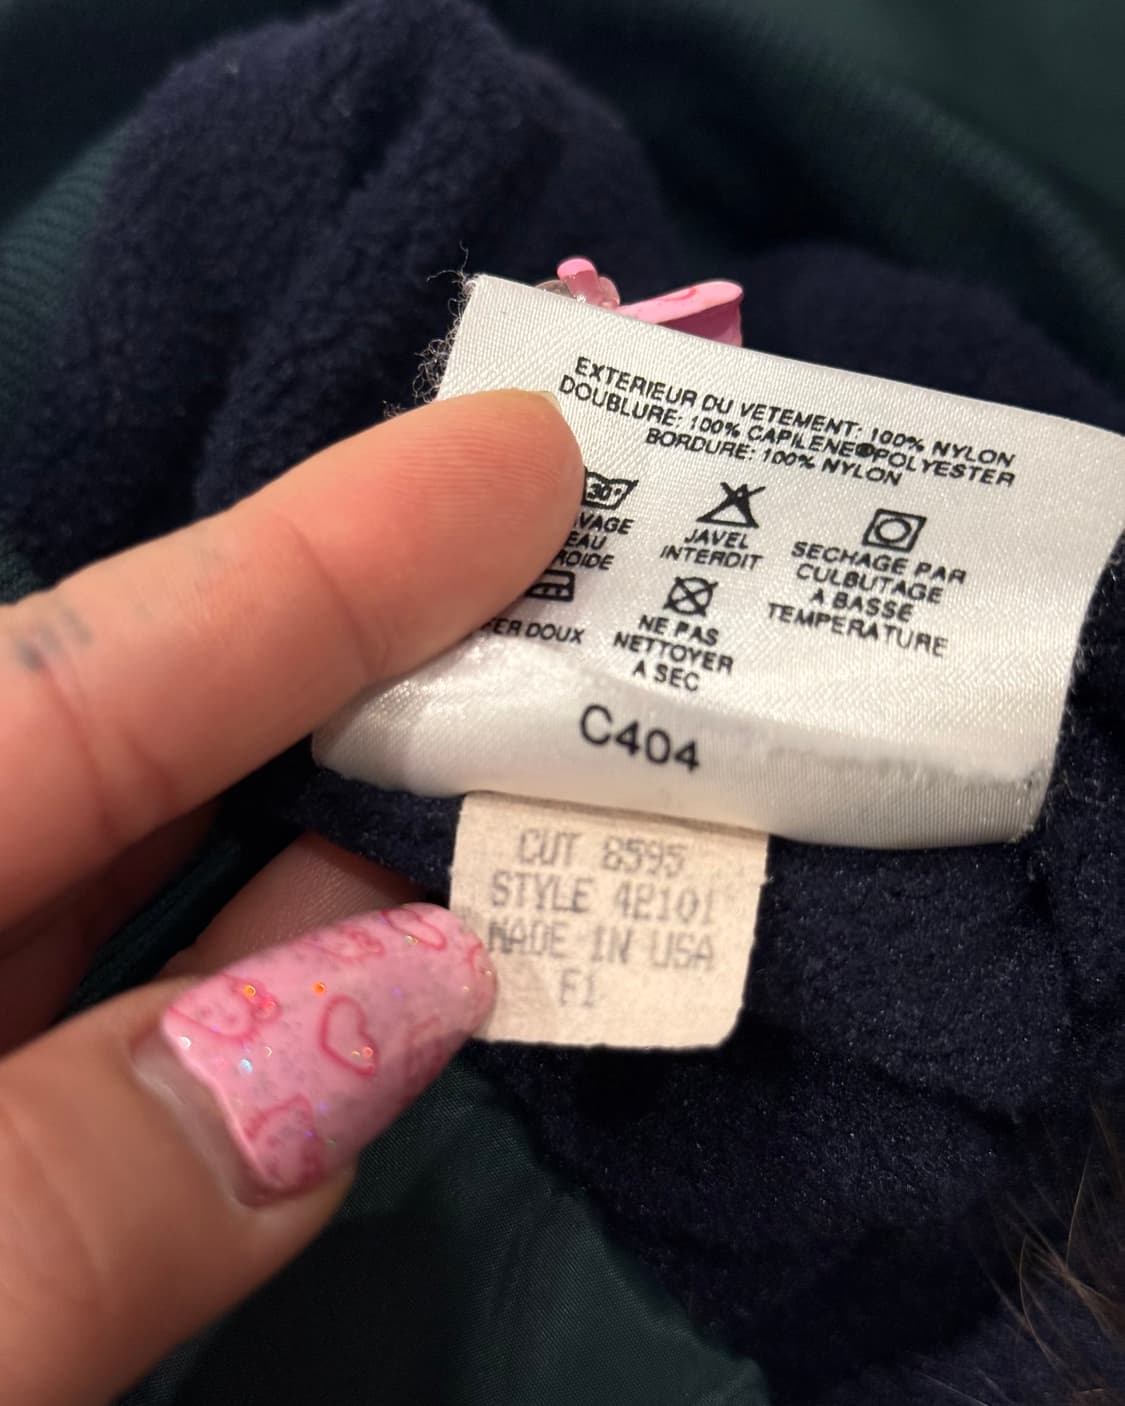 EXTERIEUR DU VETEMENT: 100% NYLON
DOUBLURE: 100% CAPILENE®POLYESTER
BORDURE: 100% NYLON
30°
VAGE
EAU
ROIDE
JAVEL
INTERDIT
SECHAGE PAR
CULBUTAGE
A BASSE
TEMPERATURE
ER DOUX
NE PAS
NETTOYER
A SEC
C404
CUT 8595
STYLE 4P101
MADE IN USA
F1